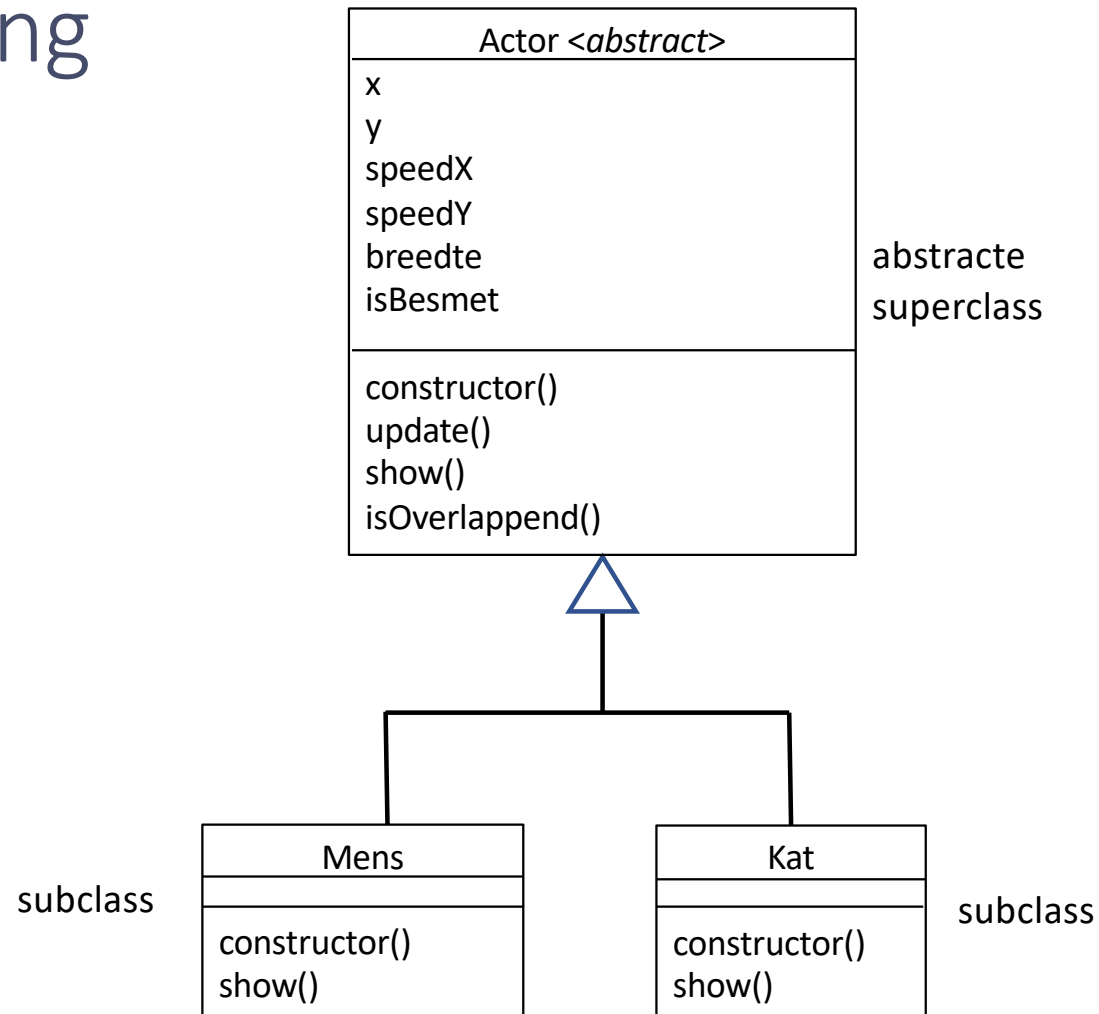 ng
Actor <abstract>
x
y
speedX
speedY
breedte
isBesmet
abstracte
superclass
constructor()
update()
show()
isOverlappend()
Mens
constructor()
show()
subclass
Kat
constructor()
show()
subclass